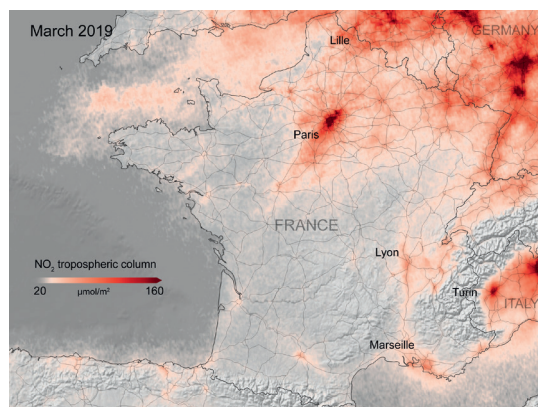 March 2019
Lille
GERMANY
Paris
FRANCE
Lyon
NO₂ tropospheric column
20 µmol/m² 160
Turin
ITALY
Marseille